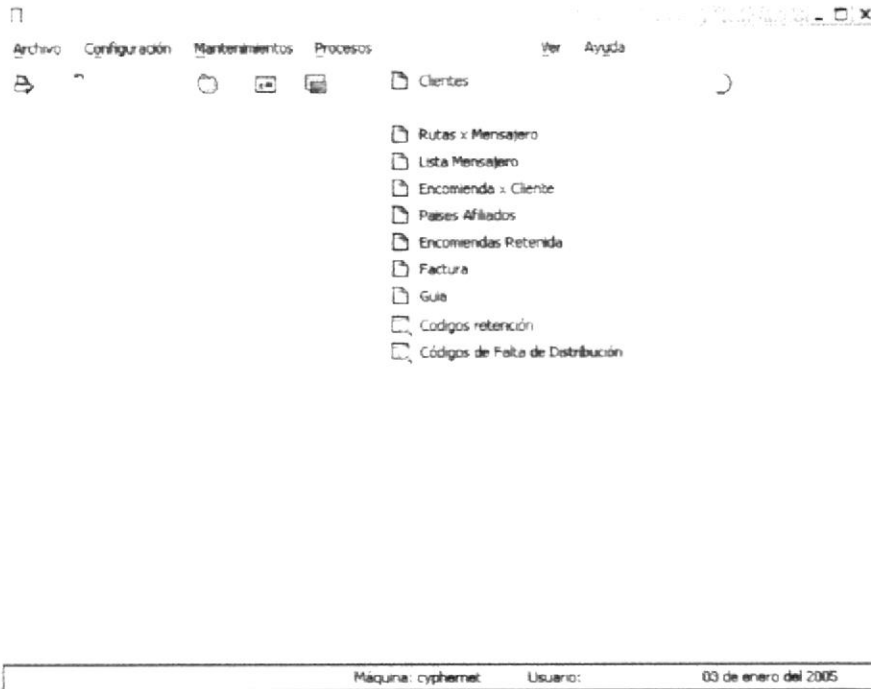 Archivo Configuración Mantenimientos Procesos Ver Ayuda
Clientes
Rutas x Mensajero
Lista Mensajero
Encomienda x Cliente
Paises Afiliados
Encomiendas Retenida
Factura
Guia
Codigos retención
Códigos de Falta de Distribución
Máquina: cyphernet Usuario: 03 de enero del 2005